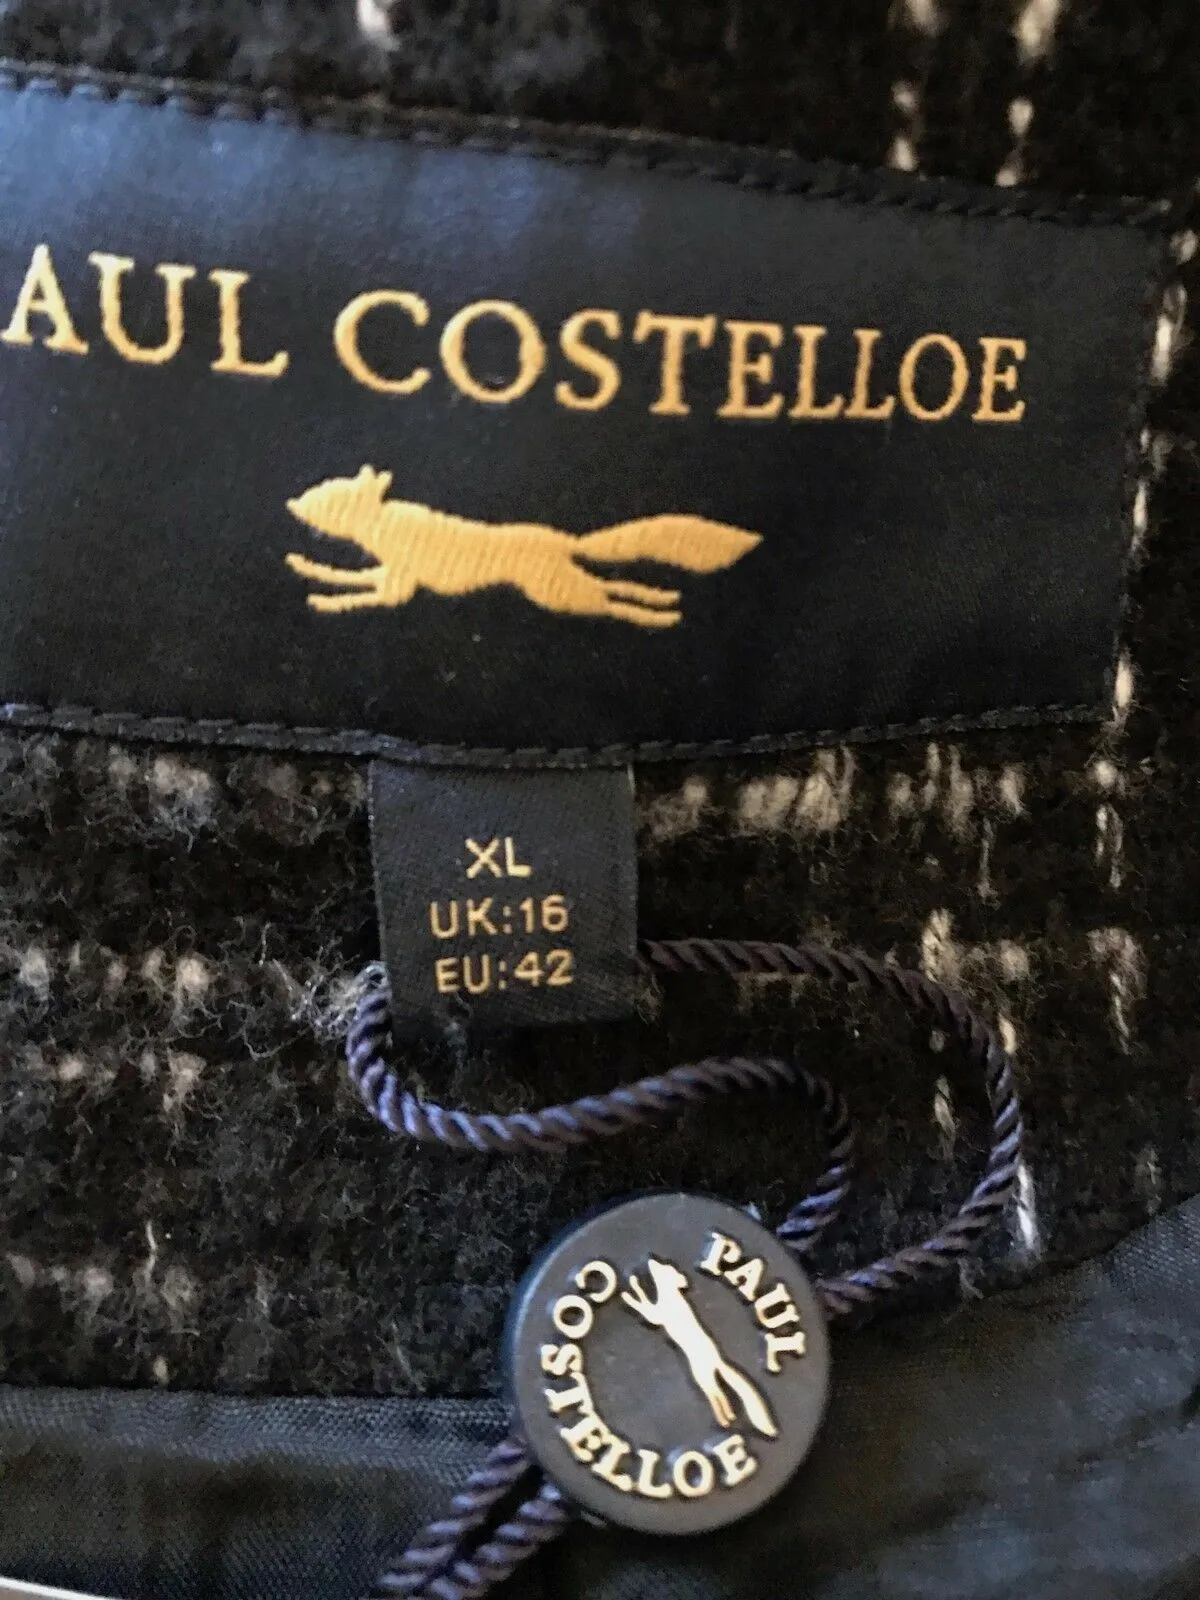 AUL COSTELLOE
XL
UK:16
EU:42
PAUL
COSTELLOE